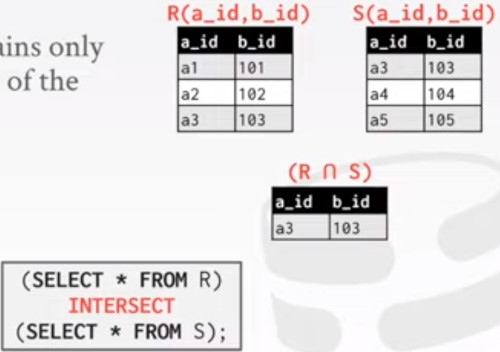 ains only
of the
R(a_id,b_id)
a_id b_id
a1 101
a2 102
a3 103
S(a_id,b_id)
a_id b_id
a3 103
a4 104
a5 105
(R ∩ S)
a_id b_id
a3 103
(SELECT * FROM R)
INTERSECT
(SELECT * FROM S);